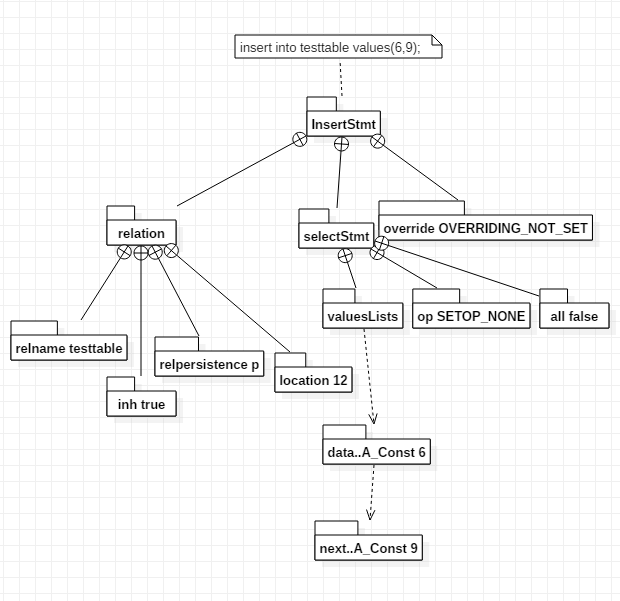 insert into testtable values(6,9);
InsertStmt
relation
selectStmt
override OVERRIDING_NOT_SET
relname testtable
inh true
relpersistence p
location 12
valuesLists
op SETOP_NONE
all false
data..A_Const 6
next..A_Const 9